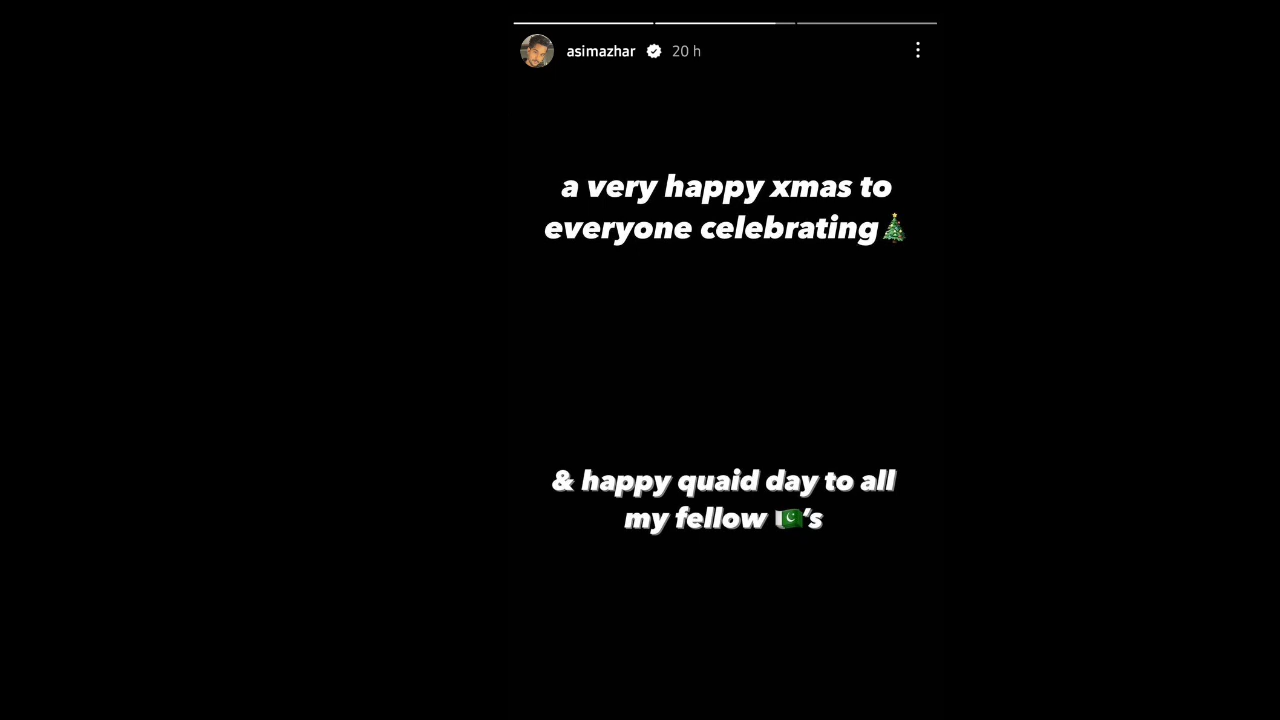 asimazhar 20 h
a very happy xmas to
everyone celebrating🎄
& happy quaid day to all
my fellow 🇵🇰's